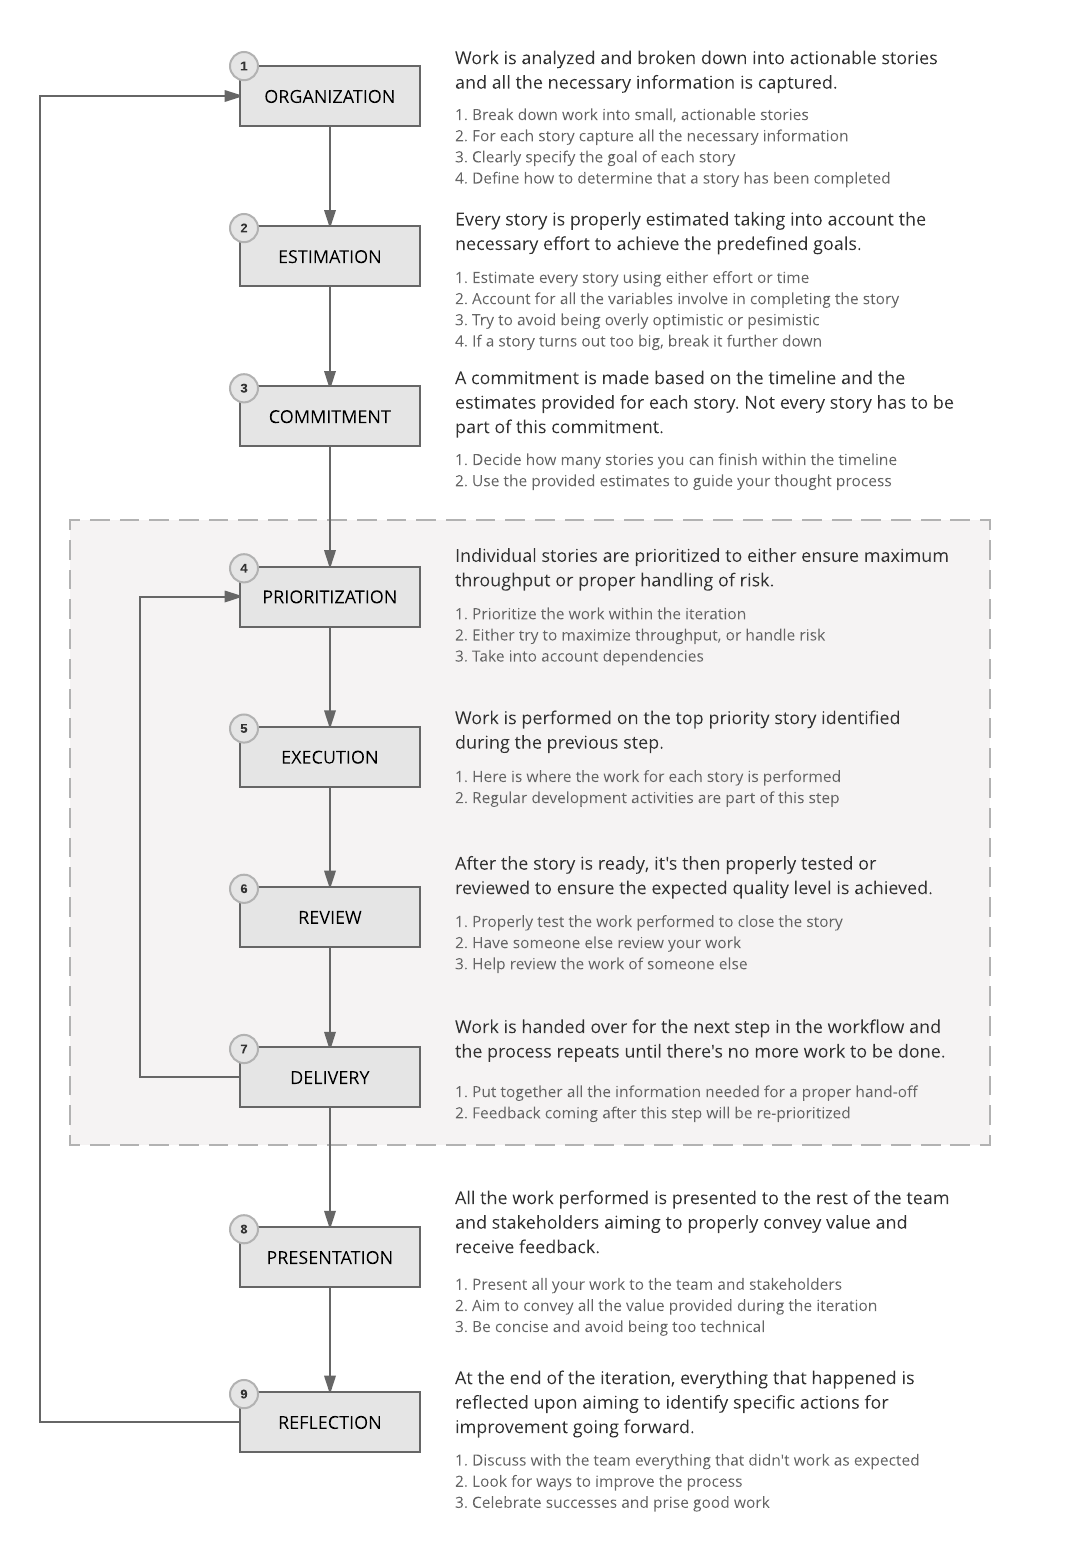 1
ORGANIZATION
Work is analyzed and broken down into actionable stories
and all the necessary information is captured.
1. Break down work into small, actionable stories
2. For each story capture all the necessary information
3. Clearly specify the goal of each story
4. Define how to determine that a story has been completed
2
ESTIMATION
Every story is properly estimated taking into account the
necessary effort to achieve the predefined goals.
1. Estimate every story using either effort or time
2. Account for all the variables involve in completing the story
3. Try to avoid being overly optimistic or pesimistic
4. If a story turns out too big, break it further down
3
COMMITMENT
A commitment is made based on the timeline and the
estimates provided for each story. Not every story has to be
part of this commitment.
1. Decide how many stories you can finish within the timeline
2. Use the provided estimates to guide your thought process
4
PRIORITIZATION
Individual stories are prioritized to either ensure maximum
throughput or proper handling of risk.
1. Prioritize the work within the iteration
2. Either try to maximize throughput, or handle risk
3. Take into account dependencies
5
EXECUTION
Work is performed on the top priority story identified
during the previous step.
1. Here is where the work for each story is performed
2. Regular development activities are part of this step
6
REVIEW
After the story is ready, it's then properly tested or
reviewed to ensure the expected quality level is achieved.
1. Properly test the work performed to close the story
2. Have someone else review your work
3. Help review the work of someone else
7
DELIVERY
Work is handed over for the next step in the workflow and
the process repeats until there's no more work to be done.
1. Put together all the information needed for a proper hand-off
2. Feedback coming after this step will be re-prioritized
8
PRESENTATION
All the work performed is presented to the rest of the team
and stakeholders aiming to properly convey value and
receive feedback.
1. Present all your work to the team and stakeholders
2. Aim to convey all the value provided during the iteration
3. Be concise and avoid being too technical
9
REFLECTION
At the end of the iteration, everything that happened is
reflected upon aiming to identify specific actions for
improvement going forward.
1. Discuss with the team everything that didn't work as expected
2. Look for ways to improve the process
3. Celebrate successes and prise good work